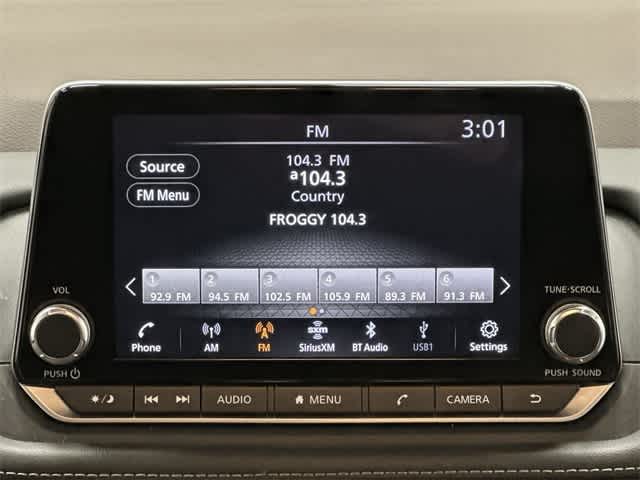 FM 3:01
Source
104.3 FM
a104.3
FM Menu
Country
FROGGY 104.3
1 2 3 4 5 6
92.9 FM 94.5 FM 102.5 FM 105.9 FM 89.3 FM 91.3 FM
VOL
TUNE·SCROLL
Phone AM FM SiriusXM BT Audio USB1 Settings
sxm
PUSH
PUSH SOUND
AUDIO MENU CAMERA